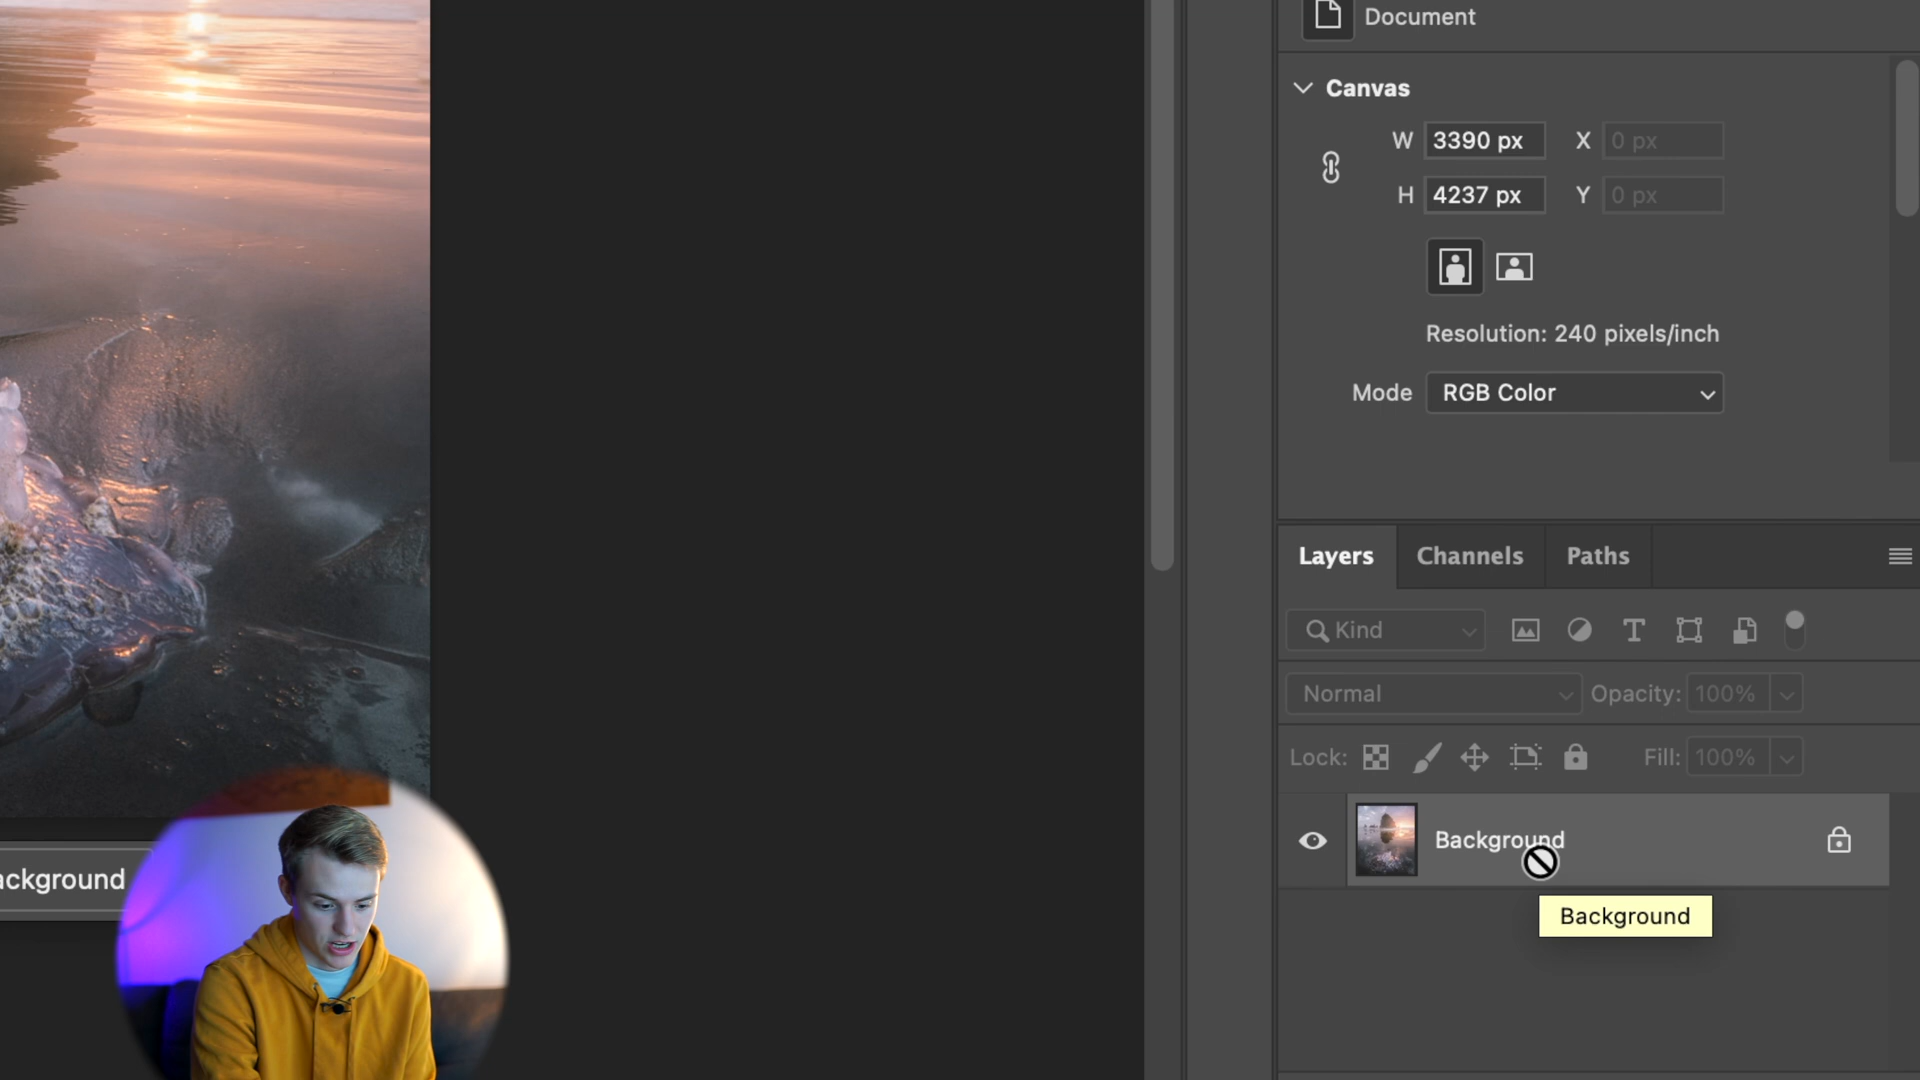 Document
Canvas
W 3390 px X 0 px
H 4237 px Y 0 px
Resolution: 240 pixels/inch
Mode RGB Color
Layers Channels Paths
Kind
Normal Opacity: 100%
Lock: Fill: 100%
Background
Background
ackground